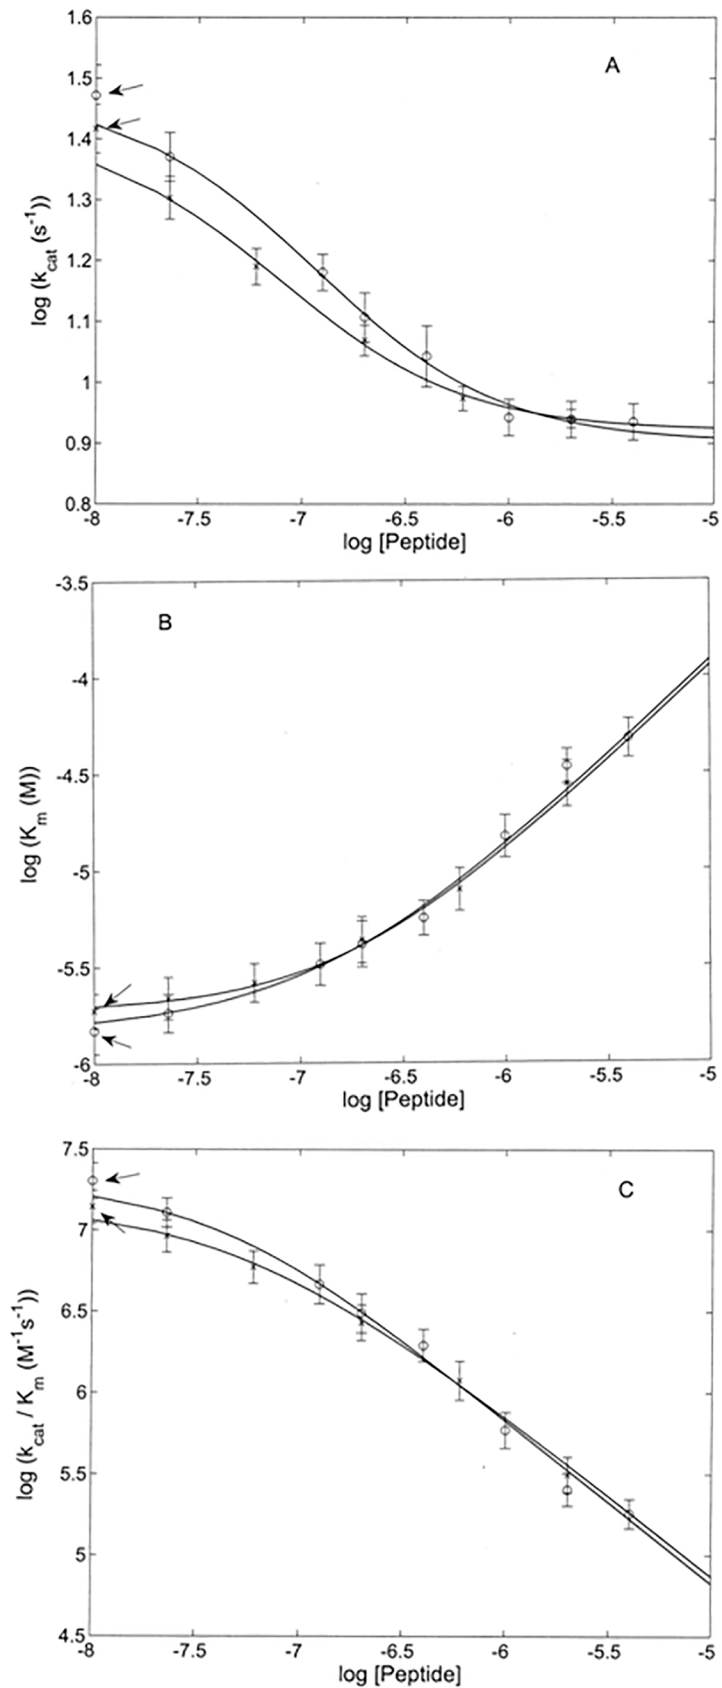 A
1.6
1.5
1.4
1.3
1.2
1.1
1
0.9
0.8
log (k_cat (s^-1))
-8 -7.5 -7 -6.5 -6 -5.5 -5
log [Peptide]
B
-3.5
-4
-4.5
-5
-5.5
-6
log (K_m (M))
-8 -7.5 -7 -6.5 -6 -5.5 -5
log [Peptide]
C
7.5
7
6.5
6
5.5
5
4.5
log (k_cat / K_m (M^-1 s^-1))
-8 -7.5 -7 -6.5 -6 -5.5 -5
log [Peptide]